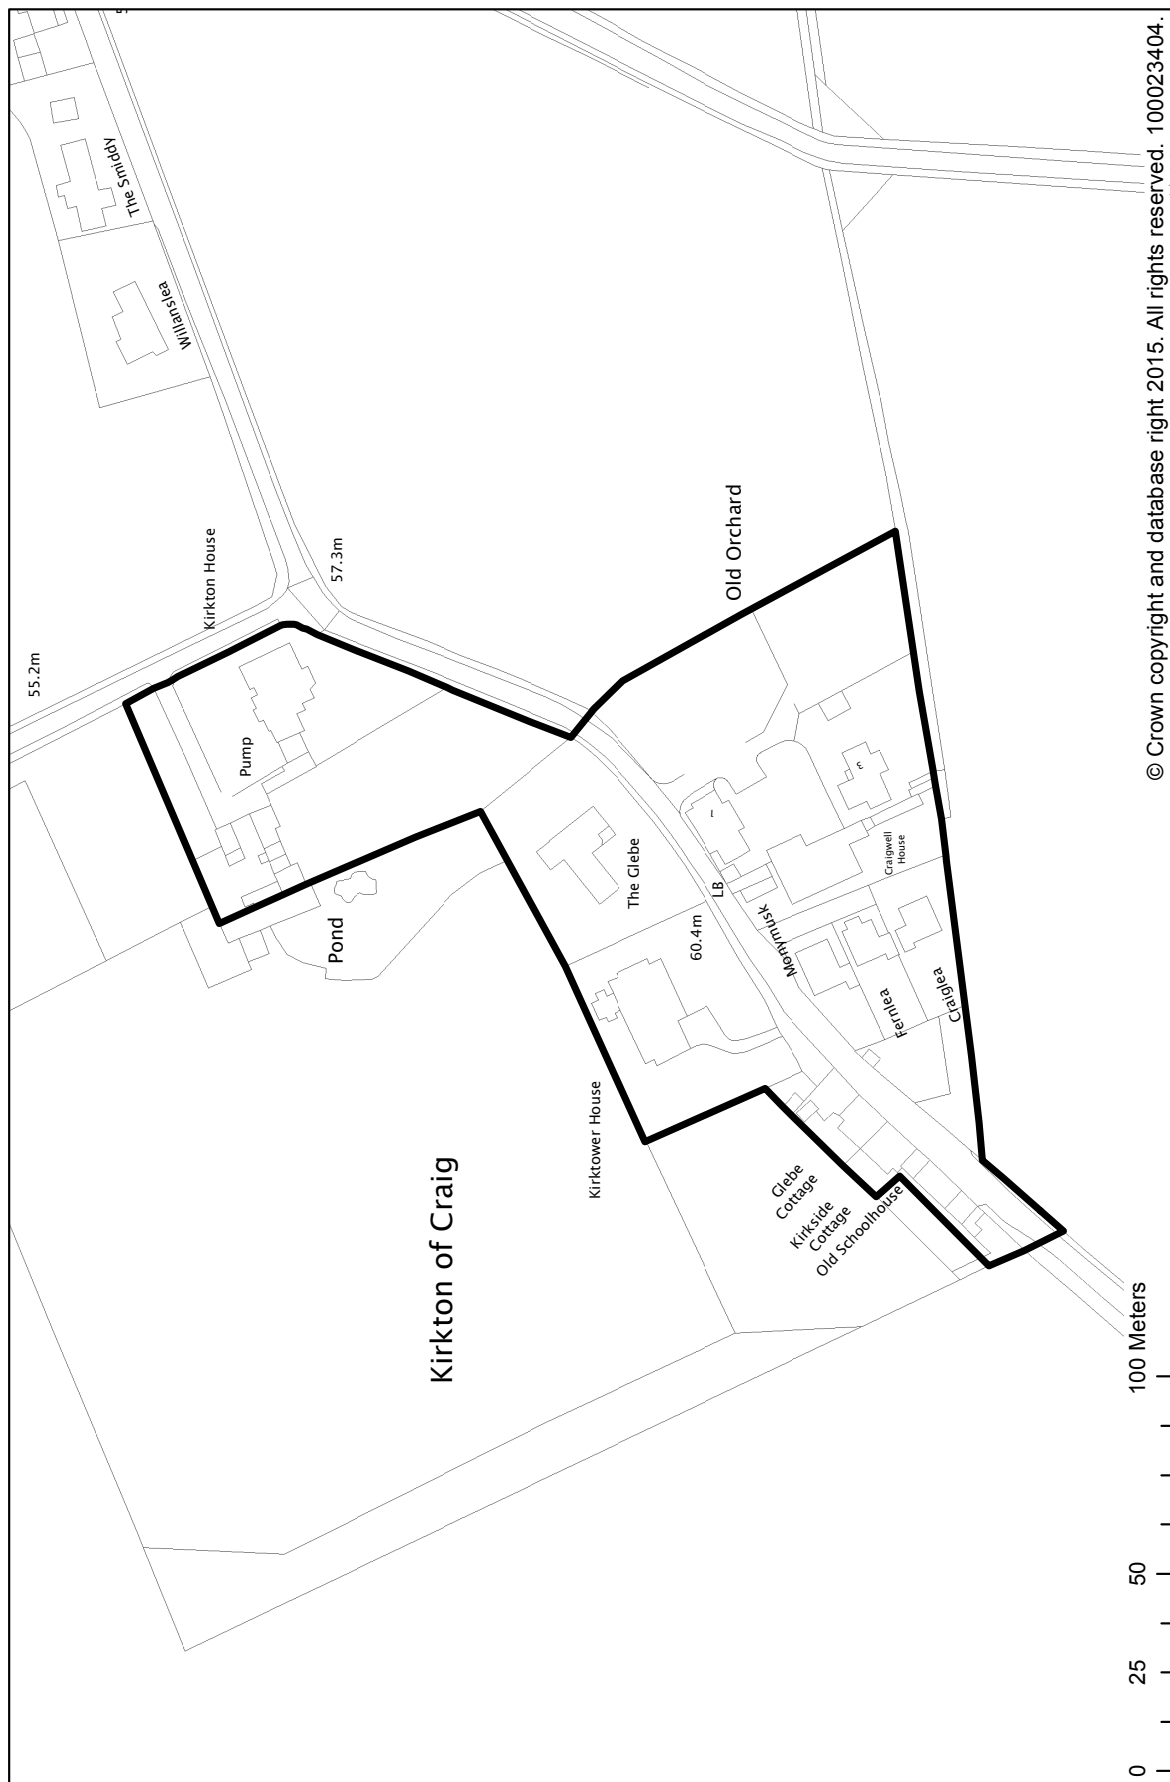 The Smiddy
Willanslea
Kirkton House
57.3m
55.2m
Pump
Pond
Old Orchard
The Glebe
60.4m
LB
7
3
Craigwell
House
Monymusk
Fernlea
Craiglea
Kirktower House
Kirkton of Craig
Glebe
Cottage
Kirkside
Cottage
Old Schoolhouse
0 25 50 100 Meters
© Crown copyright and database right 2015. All rights reserved. 100023404.